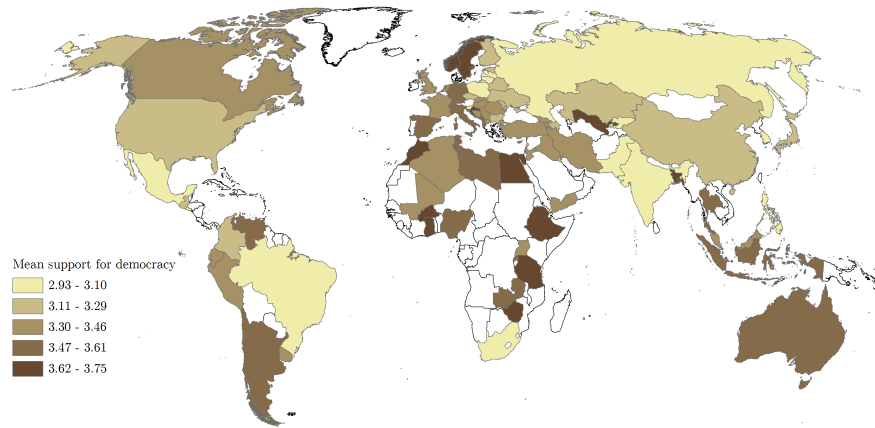 Mean support for democracy
2.93 - 3.10
3.11 - 3.29
3.30 - 3.46
3.47 - 3.61
3.62 - 3.75